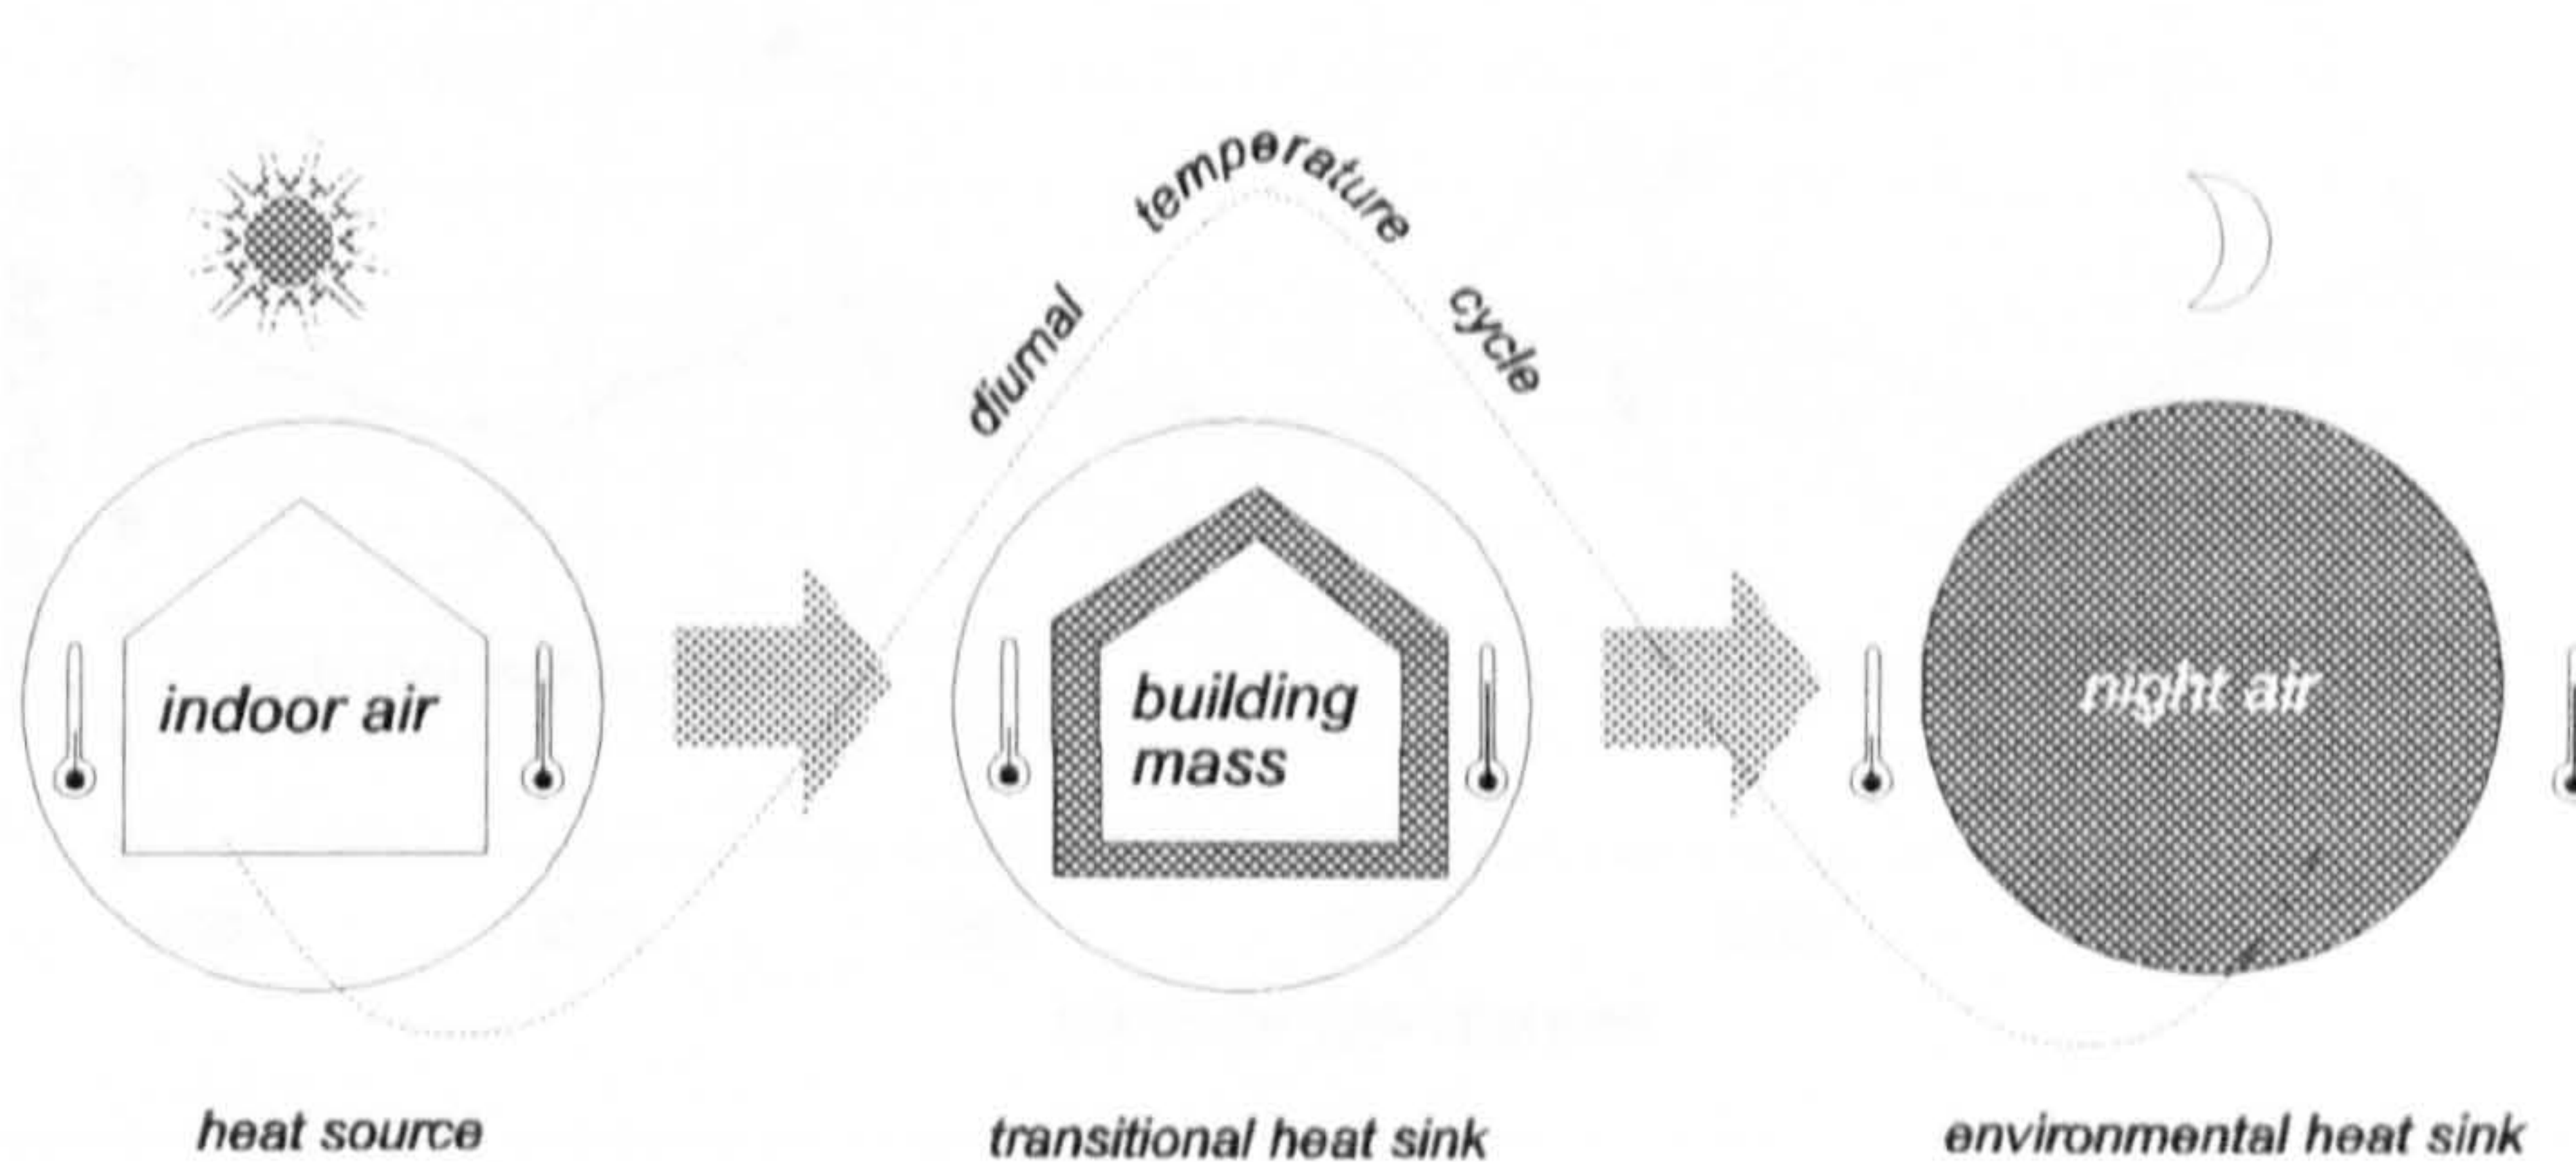 diurnal temperature cycle
indoor air
building
mass
night air
heat source
transitional heat sink
environmental heat sink